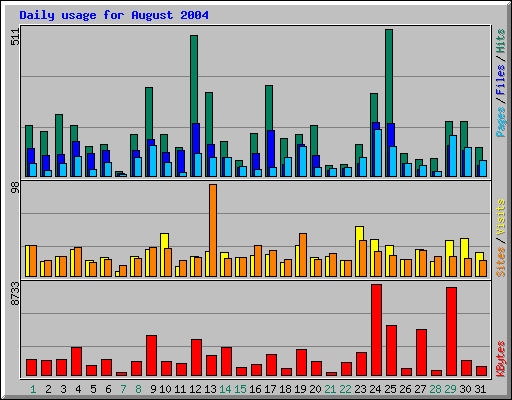 Daily usage for August 2004
511
Pages / Files / Hits
98
Sites / Visits
8733
KBytes
1 2 3 4 5 6 7 8 9 10 11 12 13 14 15 16 17 18 19 20 21 22 23 24 25 26 27 28 29 30 31